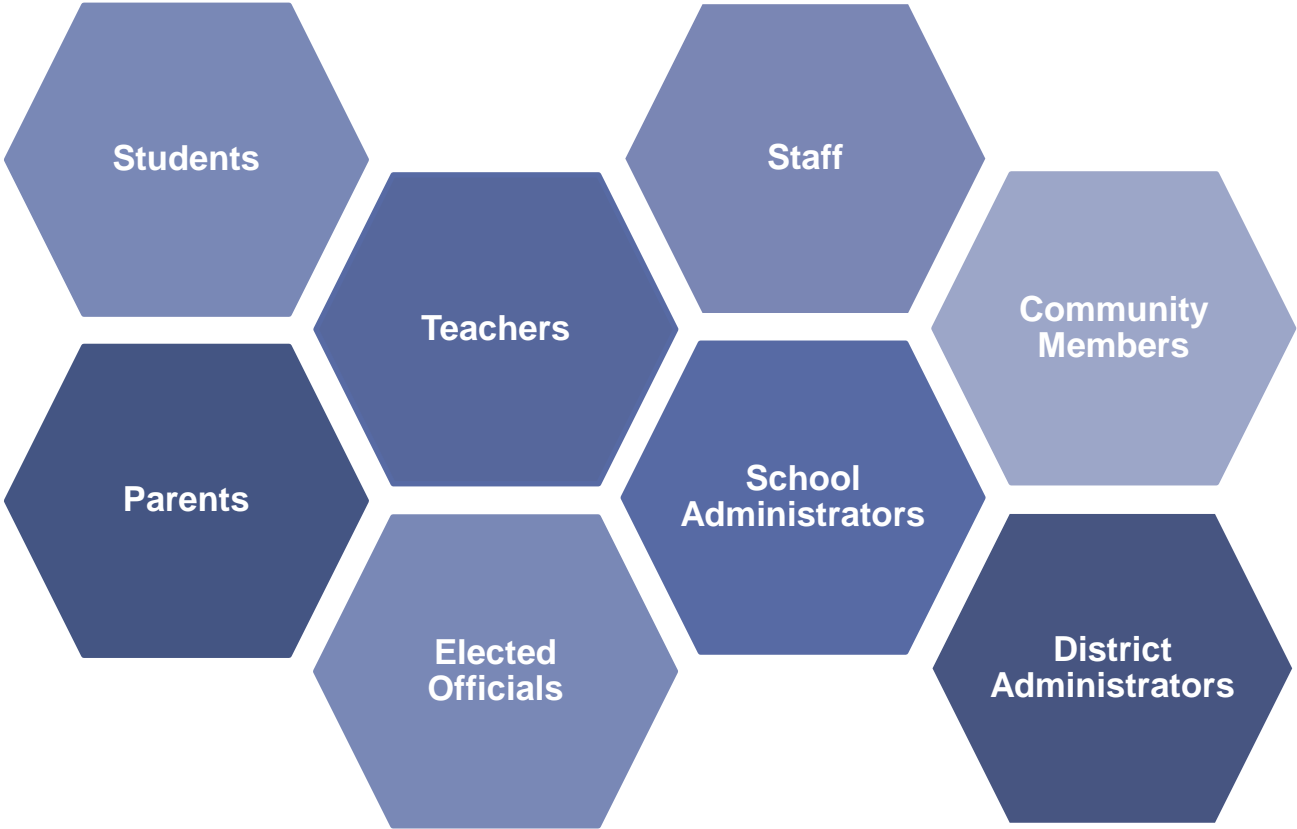 Students
Staff
Teachers
Community
Members
Parents
School
Administrators
Elected
Officials
District
Administrators